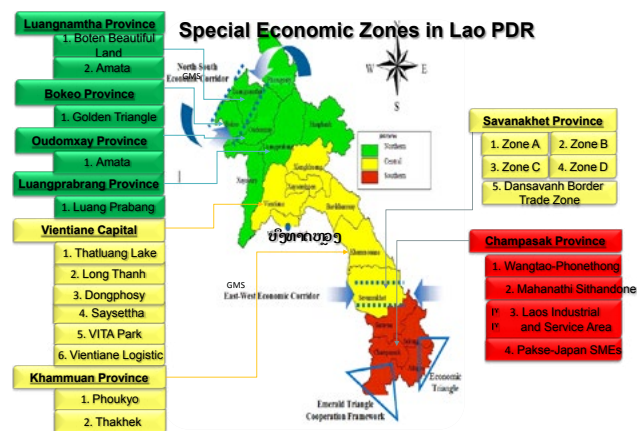 Special Economic Zones in Lao PDR
Luangnamtha Province
1. Boten Beautiful
Land
2. Amata
Bokeo Province
1. Golden Triangle
Oudomxay Province
1. Amata
Luangprabrang Province
1. Luang Prabang
Vientiane Capital
1. Thatluang Lake
2. Long Thanh
3. Dongphosy
4. Saysettha
5. VITA Park
6. Vientiane Logistic
Khammuan Province
1. Phoukyo
2. Thakhek
North South
Economic Corridor
GMS
N
W
E
S
Northern
Central
Southern
Vientiane
GMS
East-West Economic Corridor
Savannakhet
Champasak
Economic
Triangle
Emerald Triangle
Cooperation Framework
Savanakhet Province
1. Zone A
2. Zone B
3. Zone C
4. Zone D
5. Dansavanh Border
Trade Zone
Champasak Province
1. Wangtao-Phonethong
2. Mahanathi Sithandone
3. Laos Industrial
and Service Area
4. Pakse-Japan SMEs